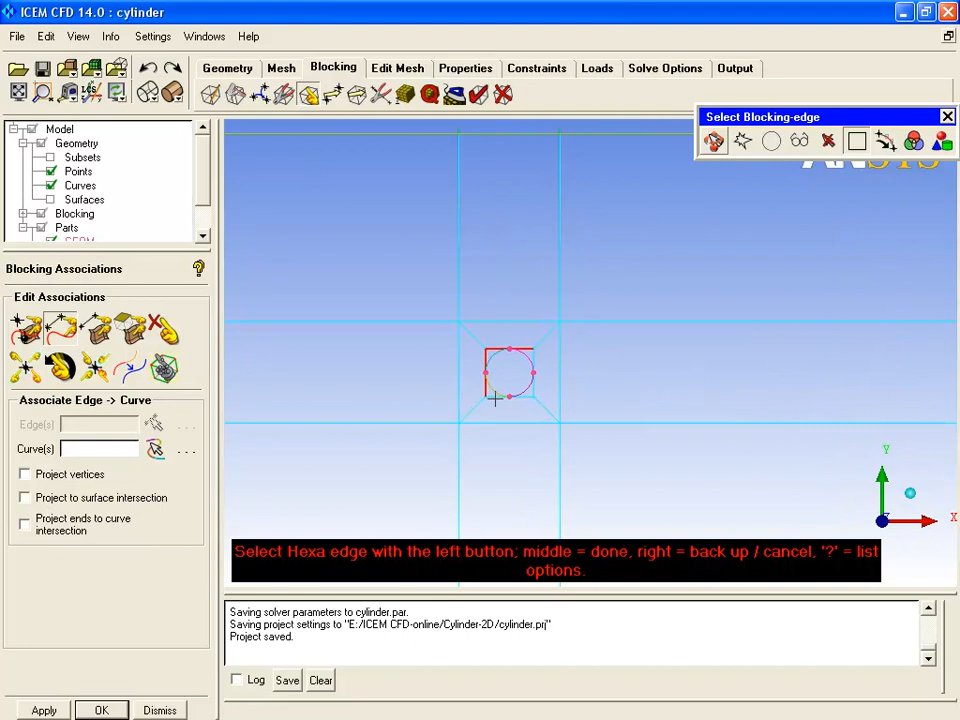 ICEM CFD 14.0 : cylinder
File Edit View Info Settings Windows Help
Geometry Mesh Blocking Edit Mesh Properties Constraints Loads Solve Options Output
LCS
Select Blocking-edge
Model
Geometry
Subsets
Points
Curves
Surfaces
Blocking
Parts
GEOM
Blocking Associations
Edit Associations
Associate Edge -> Curve
Edge(s)
Curve(s)
Project vertices
Project to surface intersection
Project ends to curve
intersection
Apply OK Dismiss
ANSYS
Y
X
Select Hexa edge with the left button; middle = done, right = back up / cancel, '?' = list
options.
Saving solver parameters to cylinder.par.
Saving project settings to "E:/ICEM CFD-online/Cylinder-2D/cylinder.prj"
Project saved.
Log Save Clear